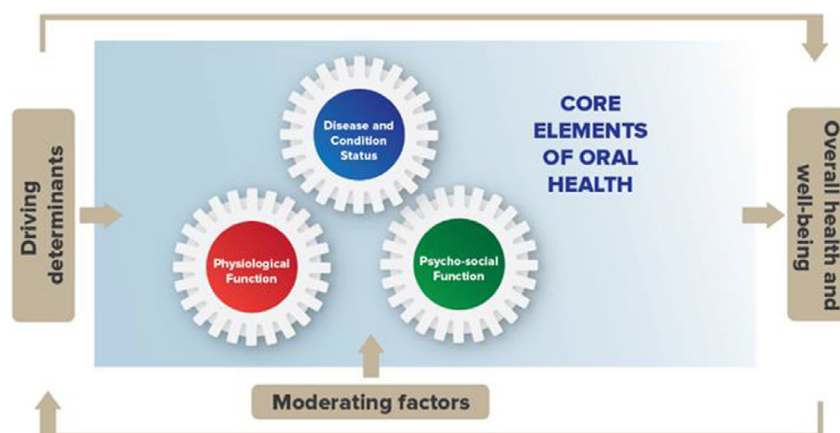 Driving
determinants
Disease and
Condition
Status
Physiological
Function
Psycho-social
Function
CORE
ELEMENTS
OF ORAL
HEALTH
Overall health and
well-being
Moderating factors